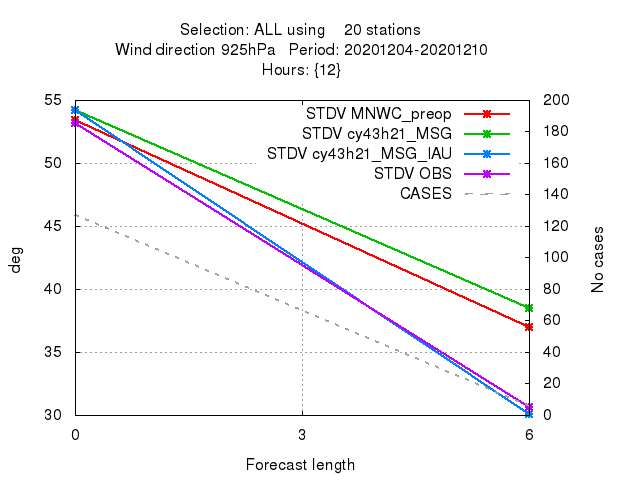 Selection: ALL using    20 stations
Wind direction 925hPa   Period: 20201204-20201210
Hours: {12}
STDV MNWC_preop
STDV cy43h21_MSG
STDV cy43h21_MSG_IAU
STDV OBS
CASES
55
50
45
40
35
30
200
180
160
140
120
100
80
60
40
20
0
deg
No cases
0 3 6
Forecast length